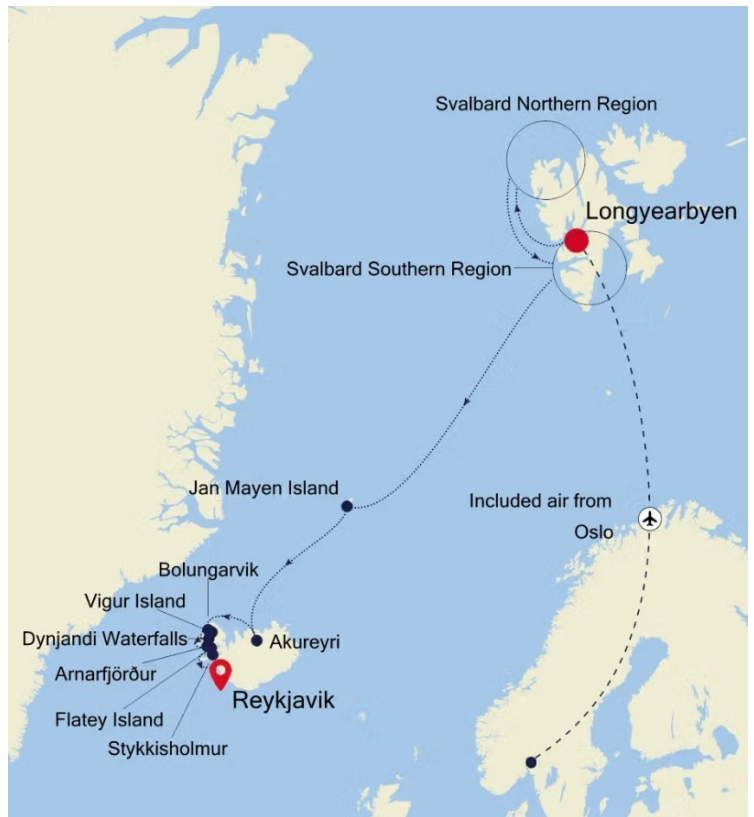 Svalbard Northern Region
Longyearbyen
Svalbard Southern Region
Jan Mayen Island
Included air from
Oslo
Bolungarvik
Vigur Island
Dynjandi Waterfalls
Akureyri
Arnarfjörður
Reykjavik
Flatey Island
Stykkisholmur